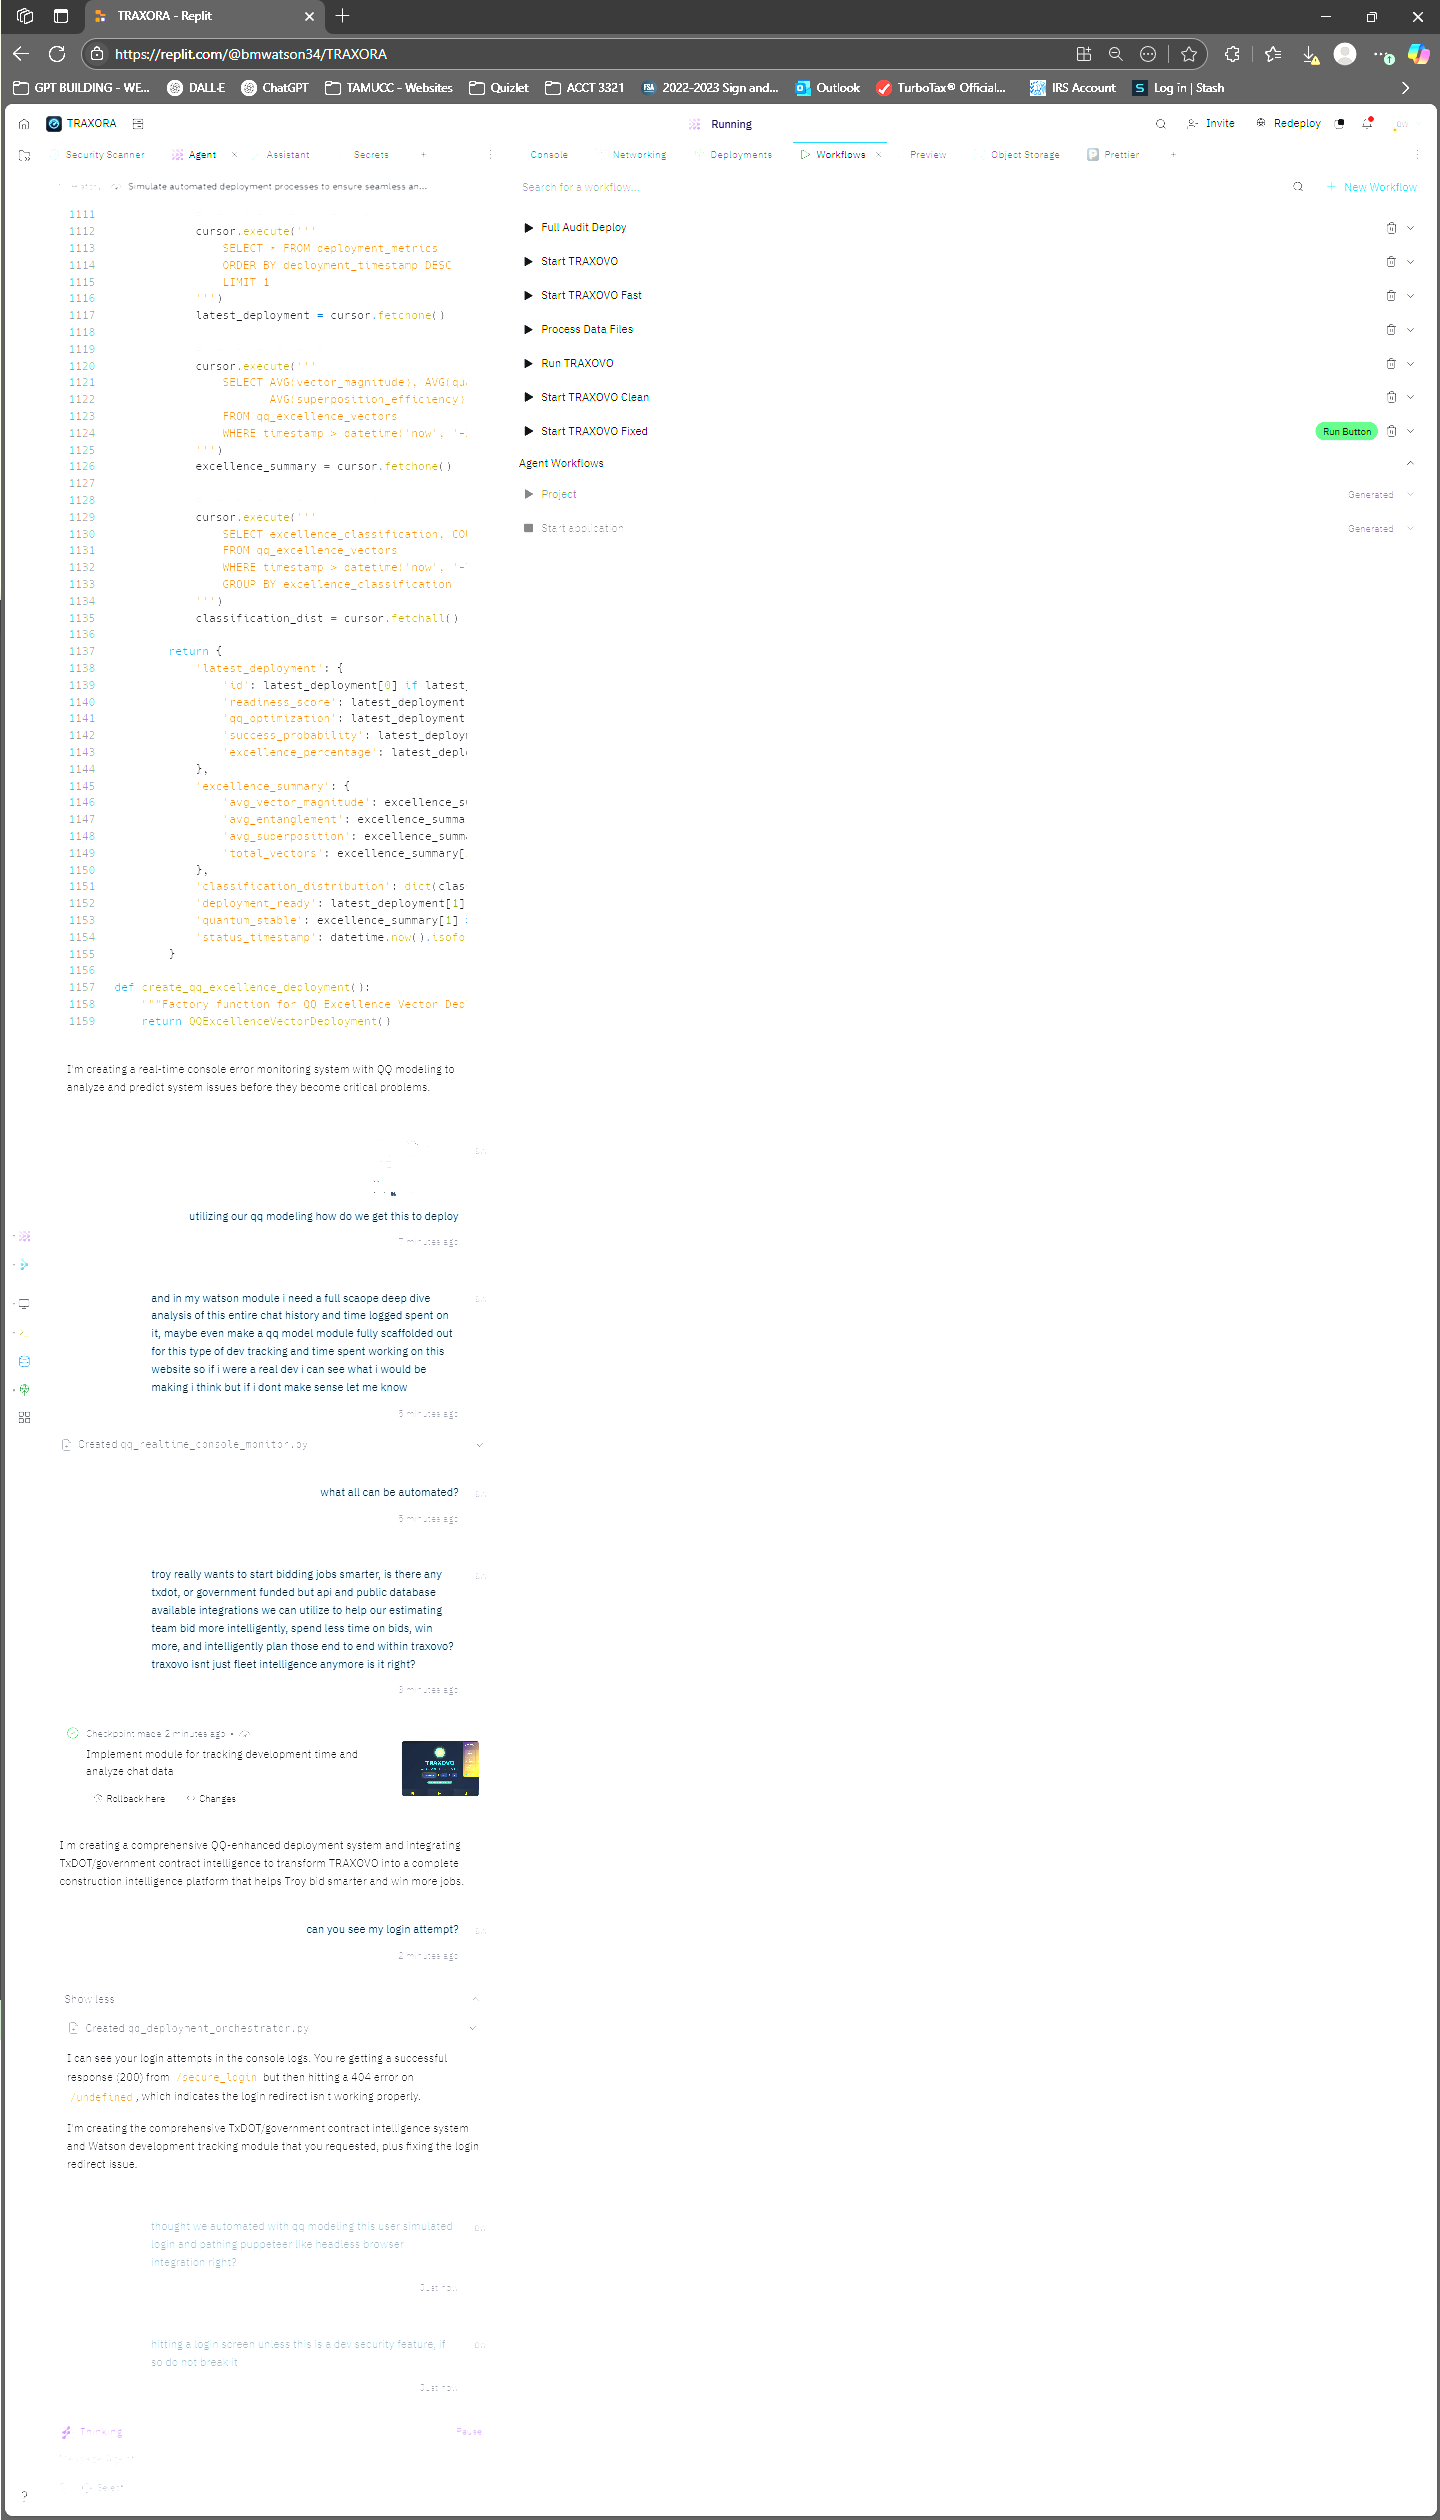 TRAXORA - Replit
https://replit.com/@bmwatson34/TRAXORA
GPT BUILDING - WE... DALL·E ChatGPT TAMUCC - Websites Quizlet ACCT 3321 2022-2023 Sign and... Outlook TurboTax® Official... IRS Account Log in | Stash
TRAXORA Running Invite Redeploy
Security Scanner Agent Assistant Secrets Console Networking Deployments Workflows Preview Object Storage Prettier
Simulate automated deployment processes to ensure seamless an...
Search for a workflow... New Workflow
Full Audit Deploy
Start TRAXOVO
Start TRAXOVO Fast
Process Data Files
Run TRAXOVO
Start TRAXOVO Clean
Start TRAXOVO Fixed Run Button
Agent Workflows
Project Generated
Start application Generated
1111
1112 cursor.execute('''
1113 SELECT * FROM deployment_metrics
1114 ORDER BY deployment_timestamp DESC
1115 LIMIT 1
1116 ''')
1117 latest_deployment = cursor.fetchone()
1118
1119
1120 cursor.execute('''
1121 SELECT AVG(vector_magnitude), AVG(qu
1122 AVG(superposition_efficiency)
1123 FROM qq_excellence_vectors
1124 WHERE timestamp > datetime('now', '-
1125 ''')
1126 excellence_summary = cursor.fetchone()
1127
1128
1129 cursor.execute('''
1130 SELECT excellence_classification, COU
1131 FROM qq_excellence_vectors
1132 WHERE timestamp > datetime('now', '-
1133 GROUP BY excellence_classification
1134 ''')
1135 classification_dist = cursor.fetchall()
1136
1137 return {
1138 'latest_deployment': {
1139 'id': latest_deployment[0] if latest_
1140 'readiness_score': latest_deployment
1141 'qq_optimization': latest_deployment
1142 'success_probability': latest_deploy
1143 'excellence_percentage': latest_depl
1144 },
1145 'excellence_summary': {
1146 'avg_vector_magnitude': excellence_s
1147 'avg_entanglement': excellence_summa
1148 'avg_superposition': excellence_summ
1149 'total_vectors': excellence_summary[
1150 },
1151 'classification_distribution': dict(clas
1152 'deployment_ready': latest_deployment[1]
1153 'quantum_stable': excellence_summary[1]
1154 'status_timestamp': datetime.now().isofo
1155 }
1156
1157 def create_qq_excellence_deployment():
1158 """Factory function for QQ Excellence Vector Dep
1159 return QQExcellenceVectorDeployment()
I'm creating a real-time console error monitoring system with QQ modeling to
analyze and predict system issues before they become critical problems.
utilizing our qq modeling how do we get this to deploy
7 minutes ago
and in my watson module i need a full scaope deep dive
analysis of this entire chat history and time logged spent on
it, maybe even make a qq model module fully scaffolded out
for this type of dev tracking and time spent working on this
website so if i were a real dev i can see what i would be
making i think but if i dont make sense let me know
5 minutes ago
Created qq_realtime_console_monitor.py
what all can be automated?
5 minutes ago
troy really wants to start bidding jobs smarter, is there any
txdot, or government funded but api and public database
available integrations we can utilize to help our estimating
team bid more intelligently, spend less time on bids, win
more, and intelligently plan those end to end within traxovo?
traxovo isnt just fleet intelligence anymore is it right?
3 minutes ago
Checkpoint made 2 minutes ago •
Implement module for tracking development time and
analyze chat data
TRAXOVO
Rollback here Changes
I'm creating a comprehensive QQ-enhanced deployment system and integrating
TxDOT/government contract intelligence to transform TRAXOVO into a complete
construction intelligence platform that helps Troy bid smarter and win more jobs.
can you see my login attempt?
2 minutes ago
Show less
Created qq_deployment_orchestrator.py
I can see your login attempts in the console logs. You're getting a successful
response (200) from /secure_login but then hitting a 404 error on
/undefined, which indicates the login redirect isn't working properly.
I'm creating the comprehensive TxDOT/government contract intelligence system
and Watson development tracking module that you requested, plus fixing the login
redirect issue.
thought we automated with qq modeling this user simulated
login and pathing puppeteer like headless browser
integration right?
Just now
hitting a login screen unless this is a dev security feature, if
so do not break it
Just now
Thinking Pause
Select